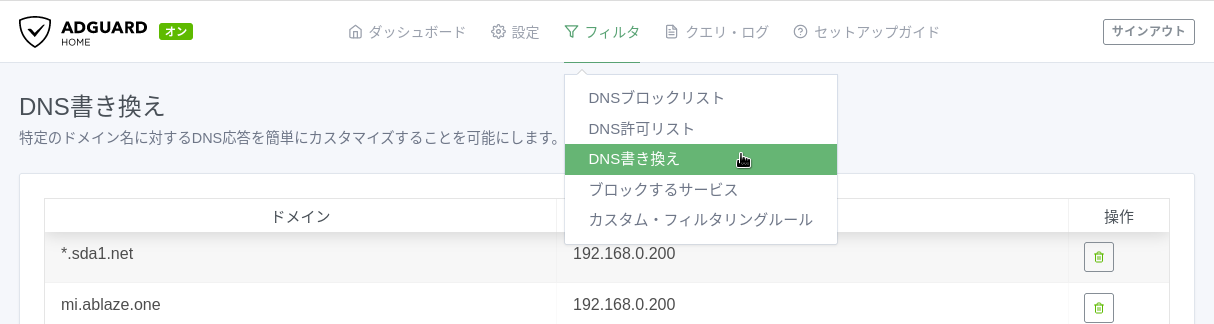 ADGUARD HOME オン ダッシュボード 設定 フィルタ クエリ・ログ セットアップガイド サインアウト
DNS書き換え
特定のドメイン名に対するDNS応答を簡単にカスタマイズすることを可能にします。
DNSブロックリスト
DNS許可リスト
DNS書き換え
ブロックするサービス
カスタム・フィルタリングルール
ドメイン 操作
*.sda1.net 192.168.0.200
mi.ablaze.one 192.168.0.200